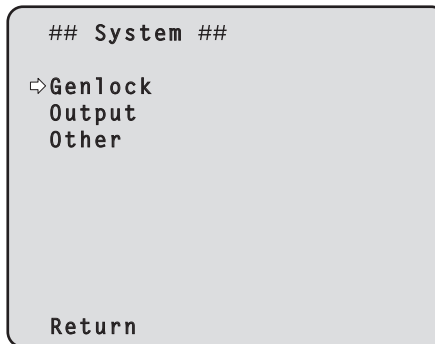 ## System ##
⇨Genlock
Output
Other
Return